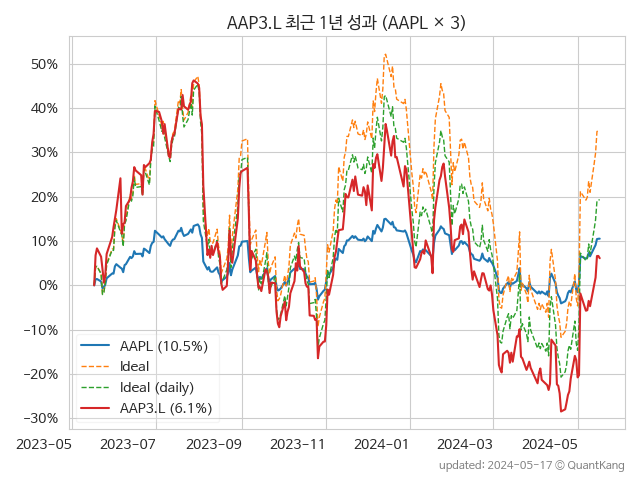 AAP3.L 최근 1년 성과 (AAPL × 3)
50%
40%
30%
20%
10%
0%
−10%
−20%
−30%
AAPL (10.5%)
Ideal
Ideal (daily)
AAP3.L (6.1%)
2023-05 2023-07 2023-09 2023-11 2024-01 2024-03 2024-05
updated: 2024-05-17 © QuantKang